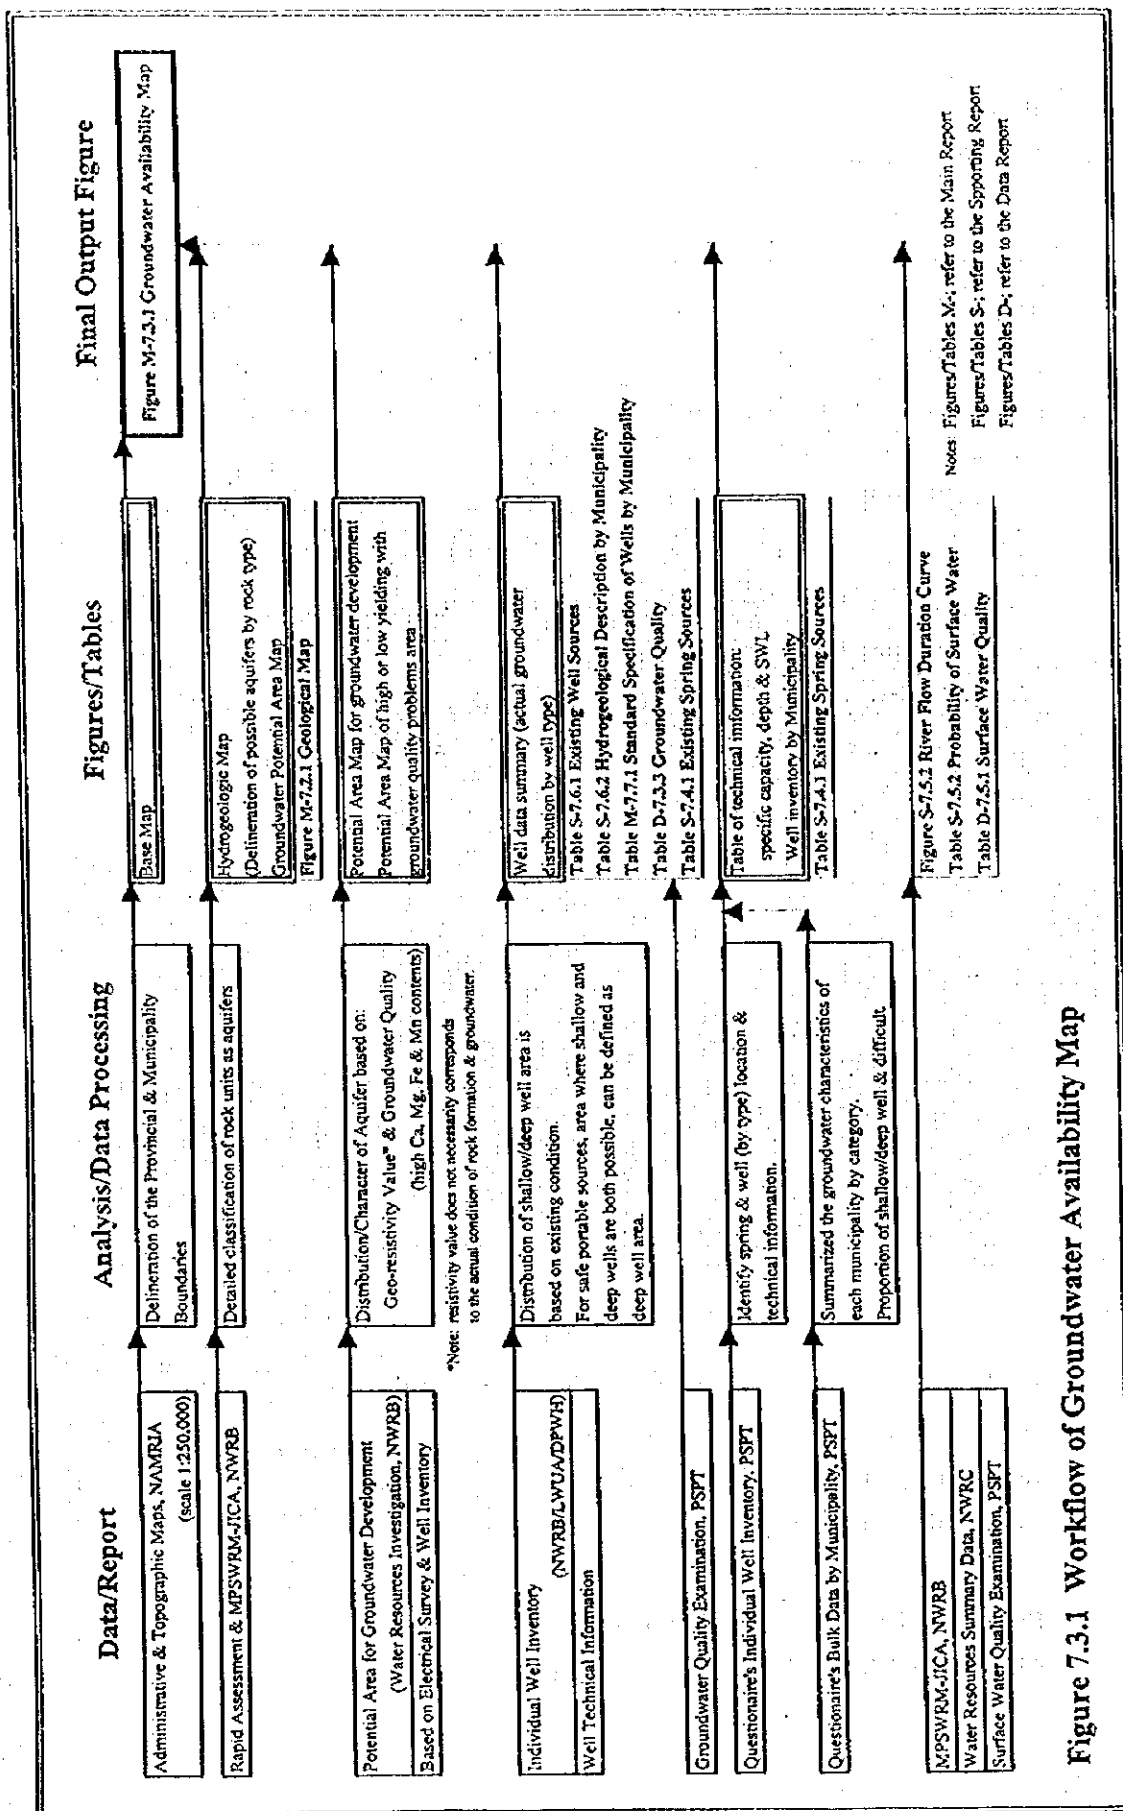 Data/Report
Analysis/Data Processing
Figures/Tables
Final Output Figure
Administrative & Topographic Maps, NAMRIA
(scale 1:250,000)
Delineration of the Provincial & Municipality
Boundaries
Base Map
Figure M-7.3.1 Groundwater Availability Map
Rapid Assessment & MPSWRM-JICA, NWRB
Detailed classification of rock units as aquifers
Hydrogeologic Map
(Delineration of possible aquifers by rock type)
Groundwater Potential Area Map
Figure M-7.2.1 Geological Map
Potential Area for Groundwater Development
(Water Resources Investigation, NWRB)
Based on Electrical Survey & Well Inventory
Distribution/Character of Aquifer based on:
Geo-resistivity Value* & Groundwater Quality
(high Ca, Mg, Fe & Mn contents)
*Note: resistivity value does not necessarity corresponds
to the actual condition of rock formation & groundwater.
Potential Area Map for groundwater development
Potential Area Map of high or low yielding with
groundwater quality problems area
Individual Well Inventory
(NWRB/LWUA/DPWH)
Well Technical Information
Distribution of shallow/deep well area is
based on existing condition.
For safe portable sources, area where shallow and
deep wells are both possible, can be defined as
deep well area.
Well data summary (actual groundwater
distribution by well type)
Table S-7.6.1 Existing Well Sources
Table S-7.6.2 Hydrogeological Description by Municipality
Table M-7.7.1 Standard Specification of Wells by Municipality
Table D-7.3.3 Groundwater Quality
Table S-7.4.1 Existing Spring Sources
Groundwater Quality Examination, PSPT
Questionaire's Individual Well Inventory, PSPT
Identify spring & well (by type) location &
technical information.
Table of technical imformation:
specific capacity, depth & SWL
Well inventory by Municipality
Table S-7.4.1 Existing Spring Sources
Questionaire's Bulk Data by Municipality, PSPT
Summarized the groundwater characteristics of
each municipality by category.
Proportion of shallow/deep well & difficult
MPSWRM-JICA, NWRB
Water Resources Summary Data, NWRC
Surface Water Quality Examination, PSPT
Figure S-7.5.2 River Flow Duration Curve
Table S-7.5.2 Probability of Surface Water
Table D-7.5.1 Surface Water Quality
Notes: Figures/Tables M-; refer to the Main Report
Figures/Tables S-; refer to the Spporting Report
Figures/Tables D-; refer to the Data Report
Figure 7.3.1 Workflow of Groundwater Availability Map